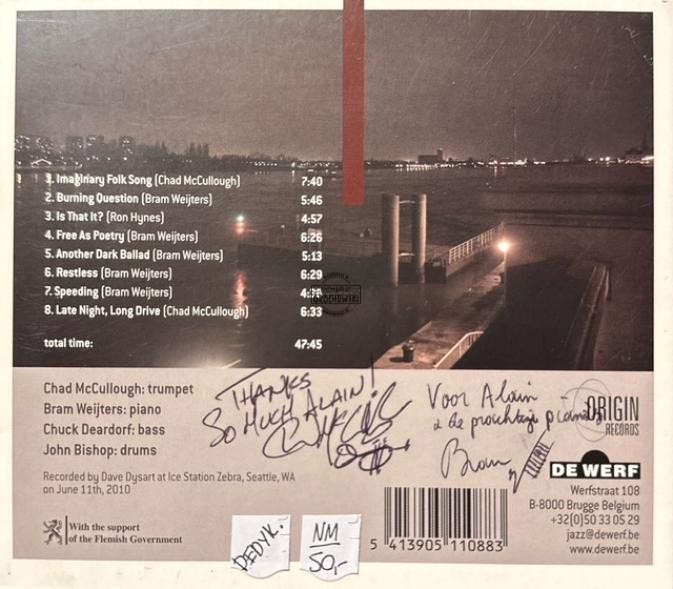 1. Imaginary Folk Song (Chad McCullough) 7:40
2. Burning Question (Bram Weijters) 5:46
3. Is That It? (Ron Hynes) 4:57
4. Free As Poetry (Bram Weijters) 6:26
5. Another Dark Ballad (Bram Weijters) 5:13
6. Restless (Bram Weijters) 6:29
7. Speeding (Bram Weijters)
8. Late Night, Long Drive (Chad McCullough) 6:33
total time: 47:45
Chad McCullough: trumpet
Bram Weijters: piano
Chuck Deardorf: bass
John Bishop: drums
Recorded by Dave Dysart at Ice Station Zebra, Seattle, WA
on June 11th, 2010
With the support
of the Flemish Government
THANKS
SO MUCH ALAIN!
Voor Alain
& de prachtige
Bram
ORIGIN
RECORDS
DE WERF
Werfstraat 108
B-8000 Brugge Belgium
+32(0)50 33 05 29
jazz@dewerf.be
www.dewerf.be
5 413905 110883
DEDYK.
NM
50,-